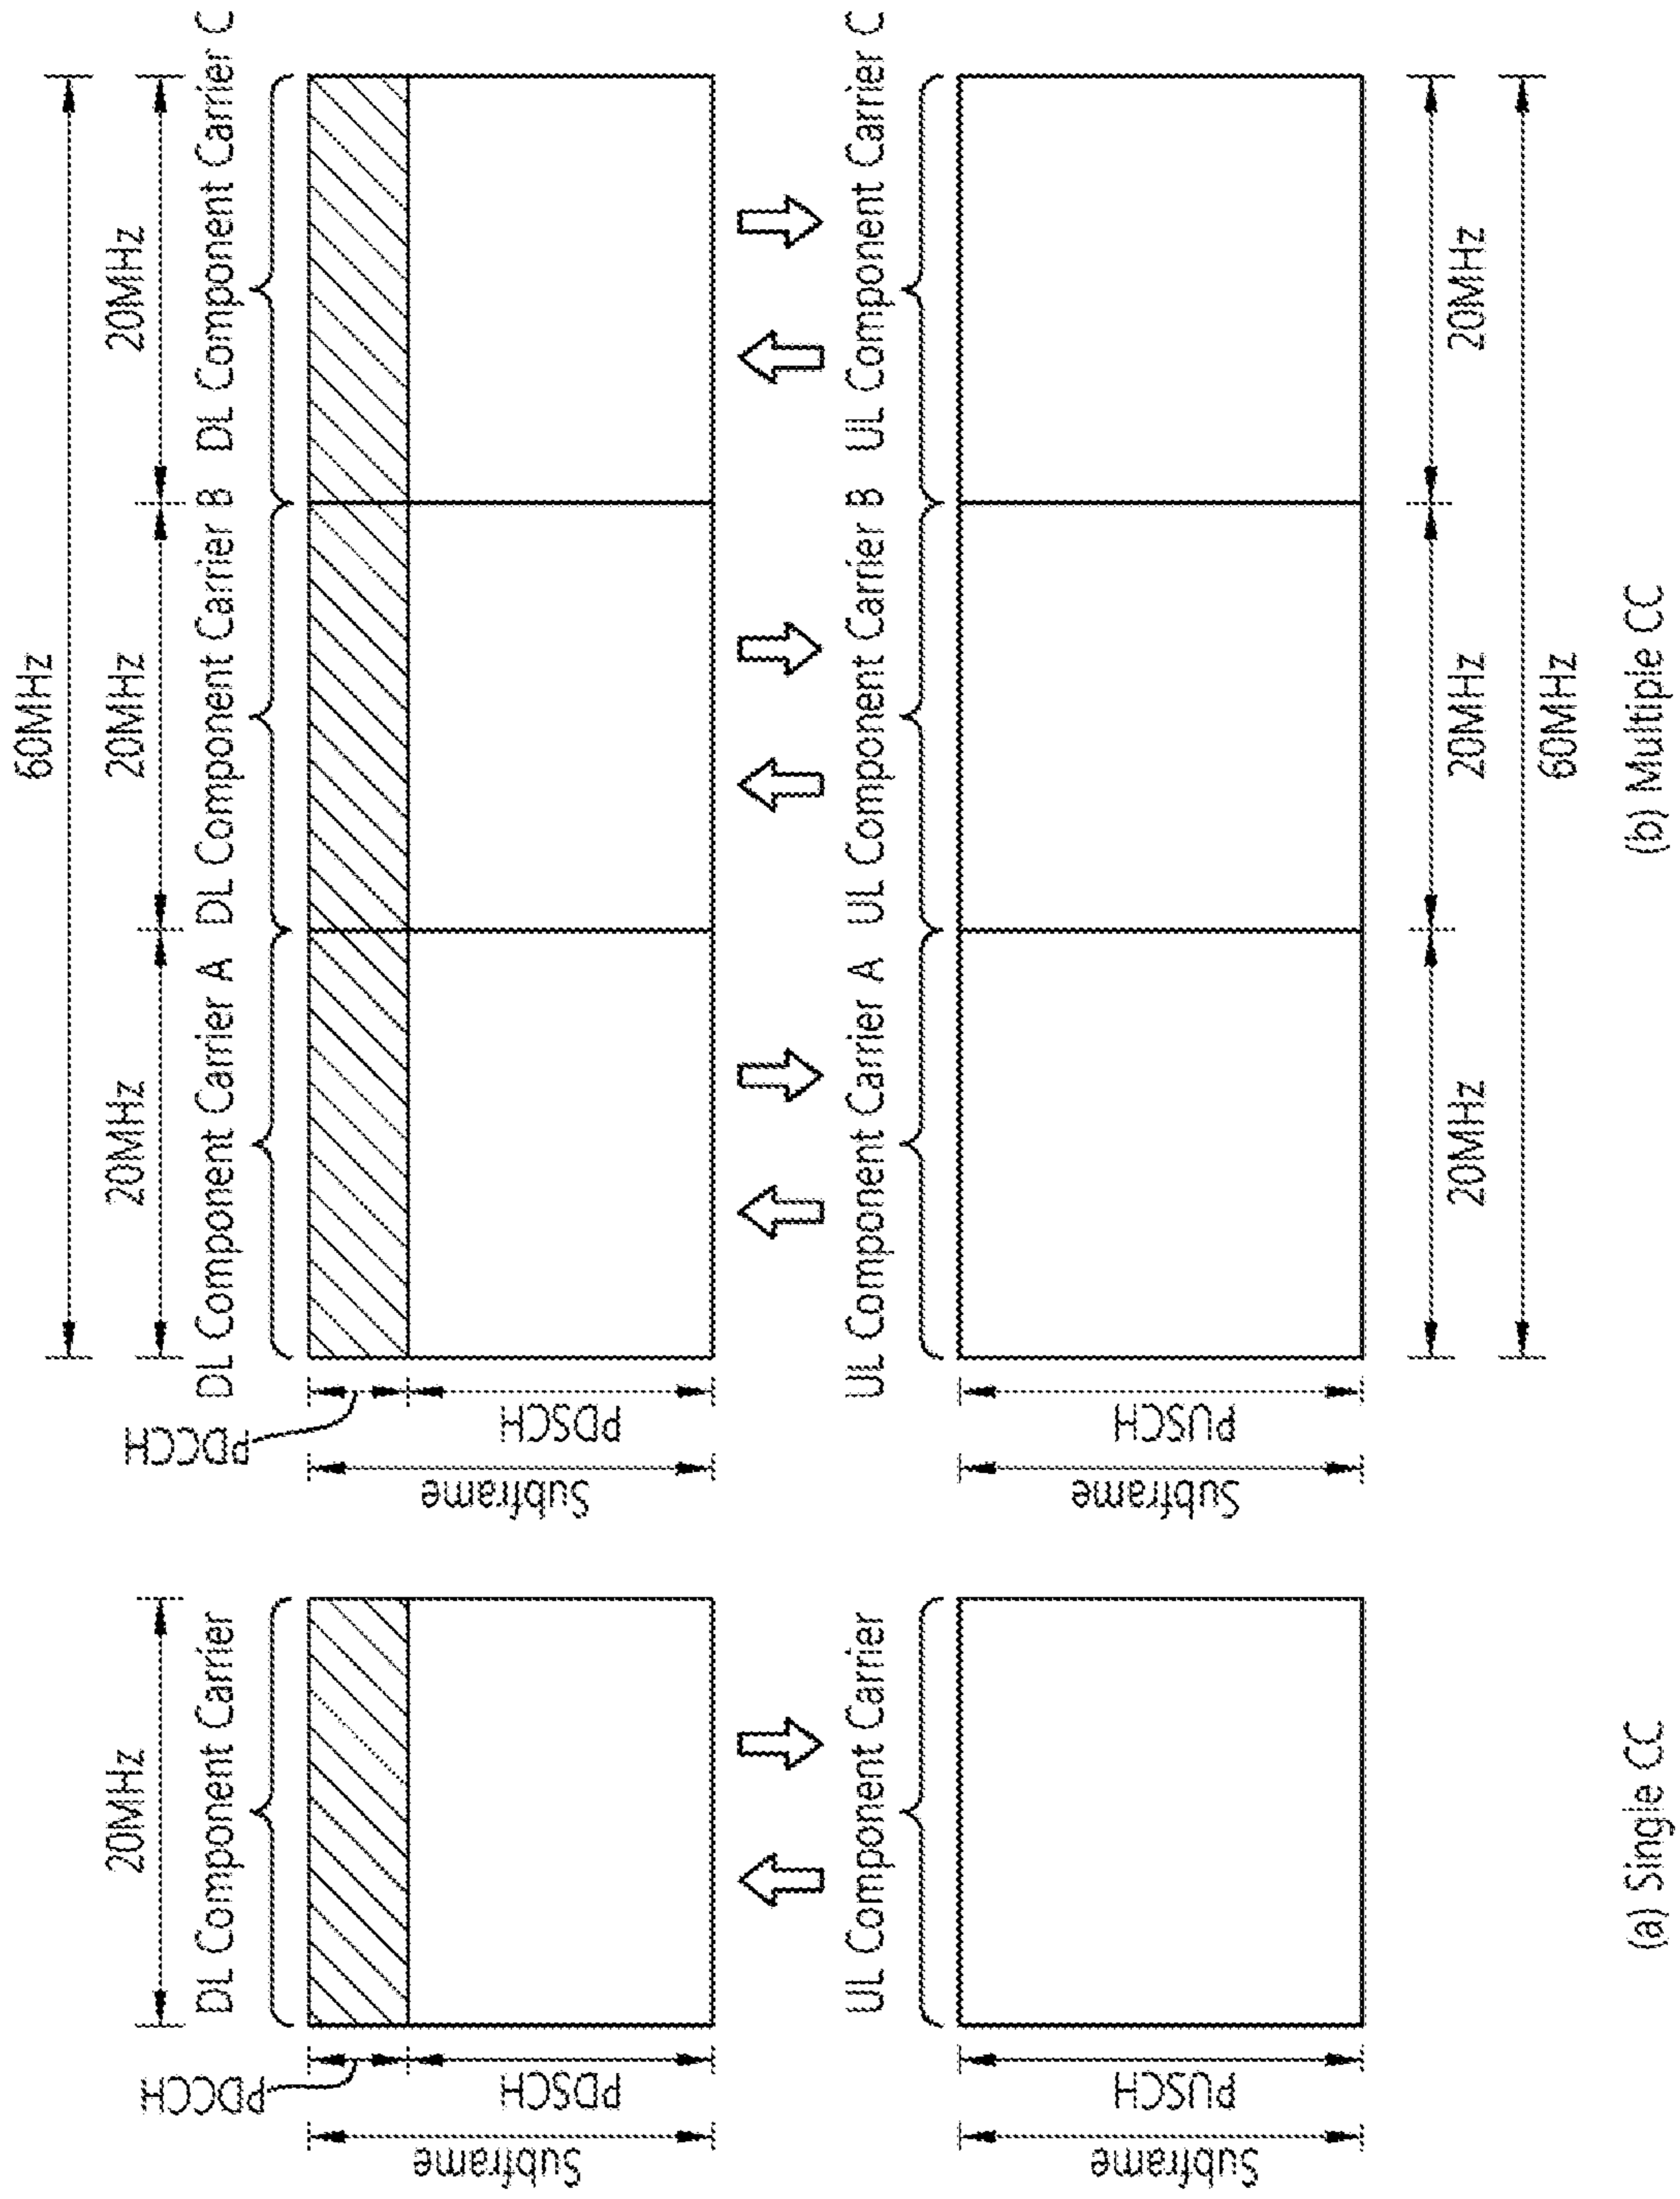 20MHz
DL Component Carrier
PDCCH
PDSCH
Subframe
UL Component Carrier
PUSCH
Subframe
(a) Single CC
60MHz
20MHz
20MHz
20MHz
DL Component Carrier A
DL Component Carrier B
DL Component Carrier C
PDCCH
PDSCH
Subframe
UL Component Carrier A
UL Component Carrier B
UL Component Carrier C
PUSCH
Subframe
20MHz
20MHz
20MHz
60MHz
(b) Multiple CC